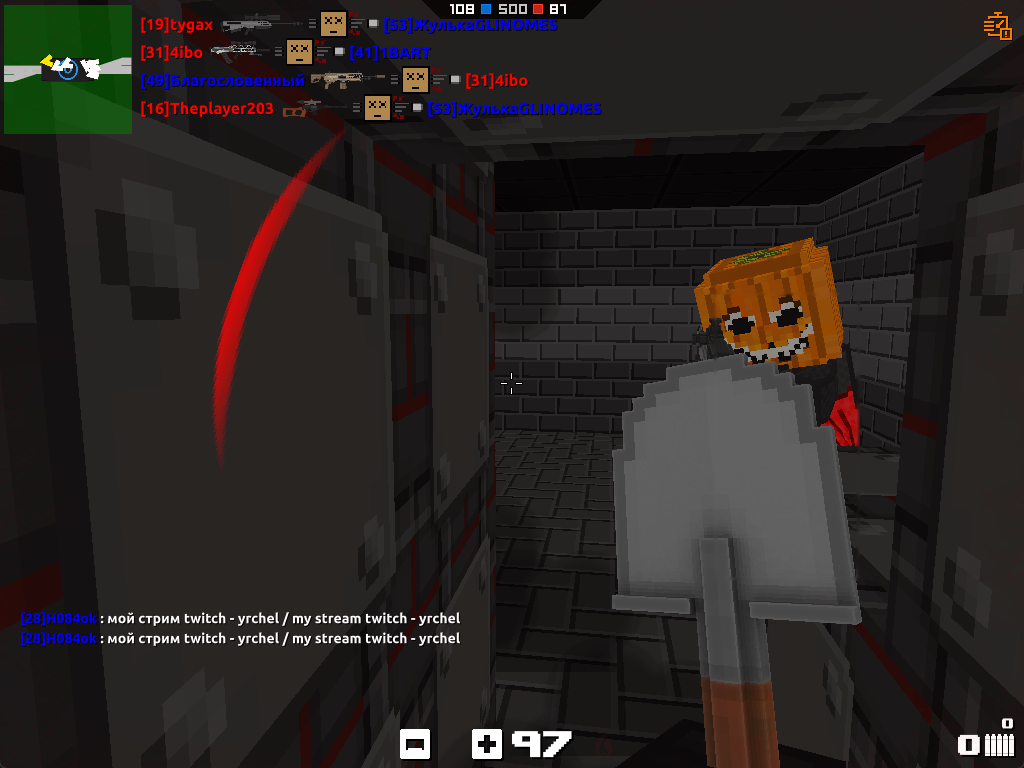 108 500 87
[19]tygax [53]ЖулькаGLINOMES
[31]4ibo [41]1BART
[49]Благословенный [31]4ibo
[16]Theplayer203 [53]ЖулькаGLINOMES
[28]H084ok : мой стрим twitch - yrchel / my stream twitch - yrchel
[28]H084ok : мой стрим twitch - yrchel / my stream twitch - yrchel
97
0
0